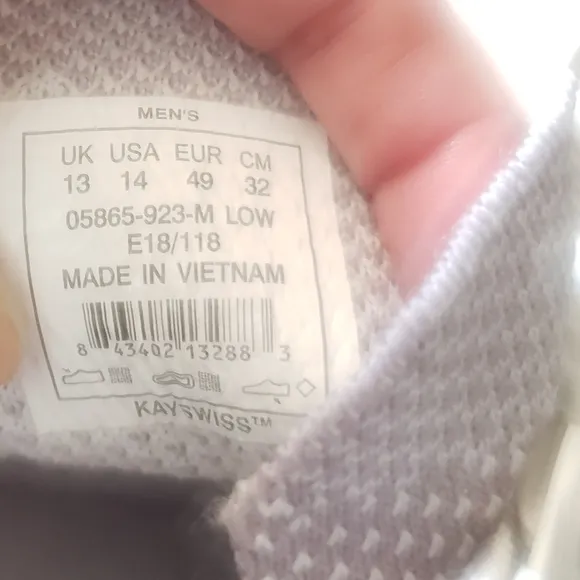 MEN'S
UK USA EUR CM
13 14 49 32
05865-923-M LOW
E18/118
MADE IN VIETNAM
8 43402 13288 3
KAYSWISS™